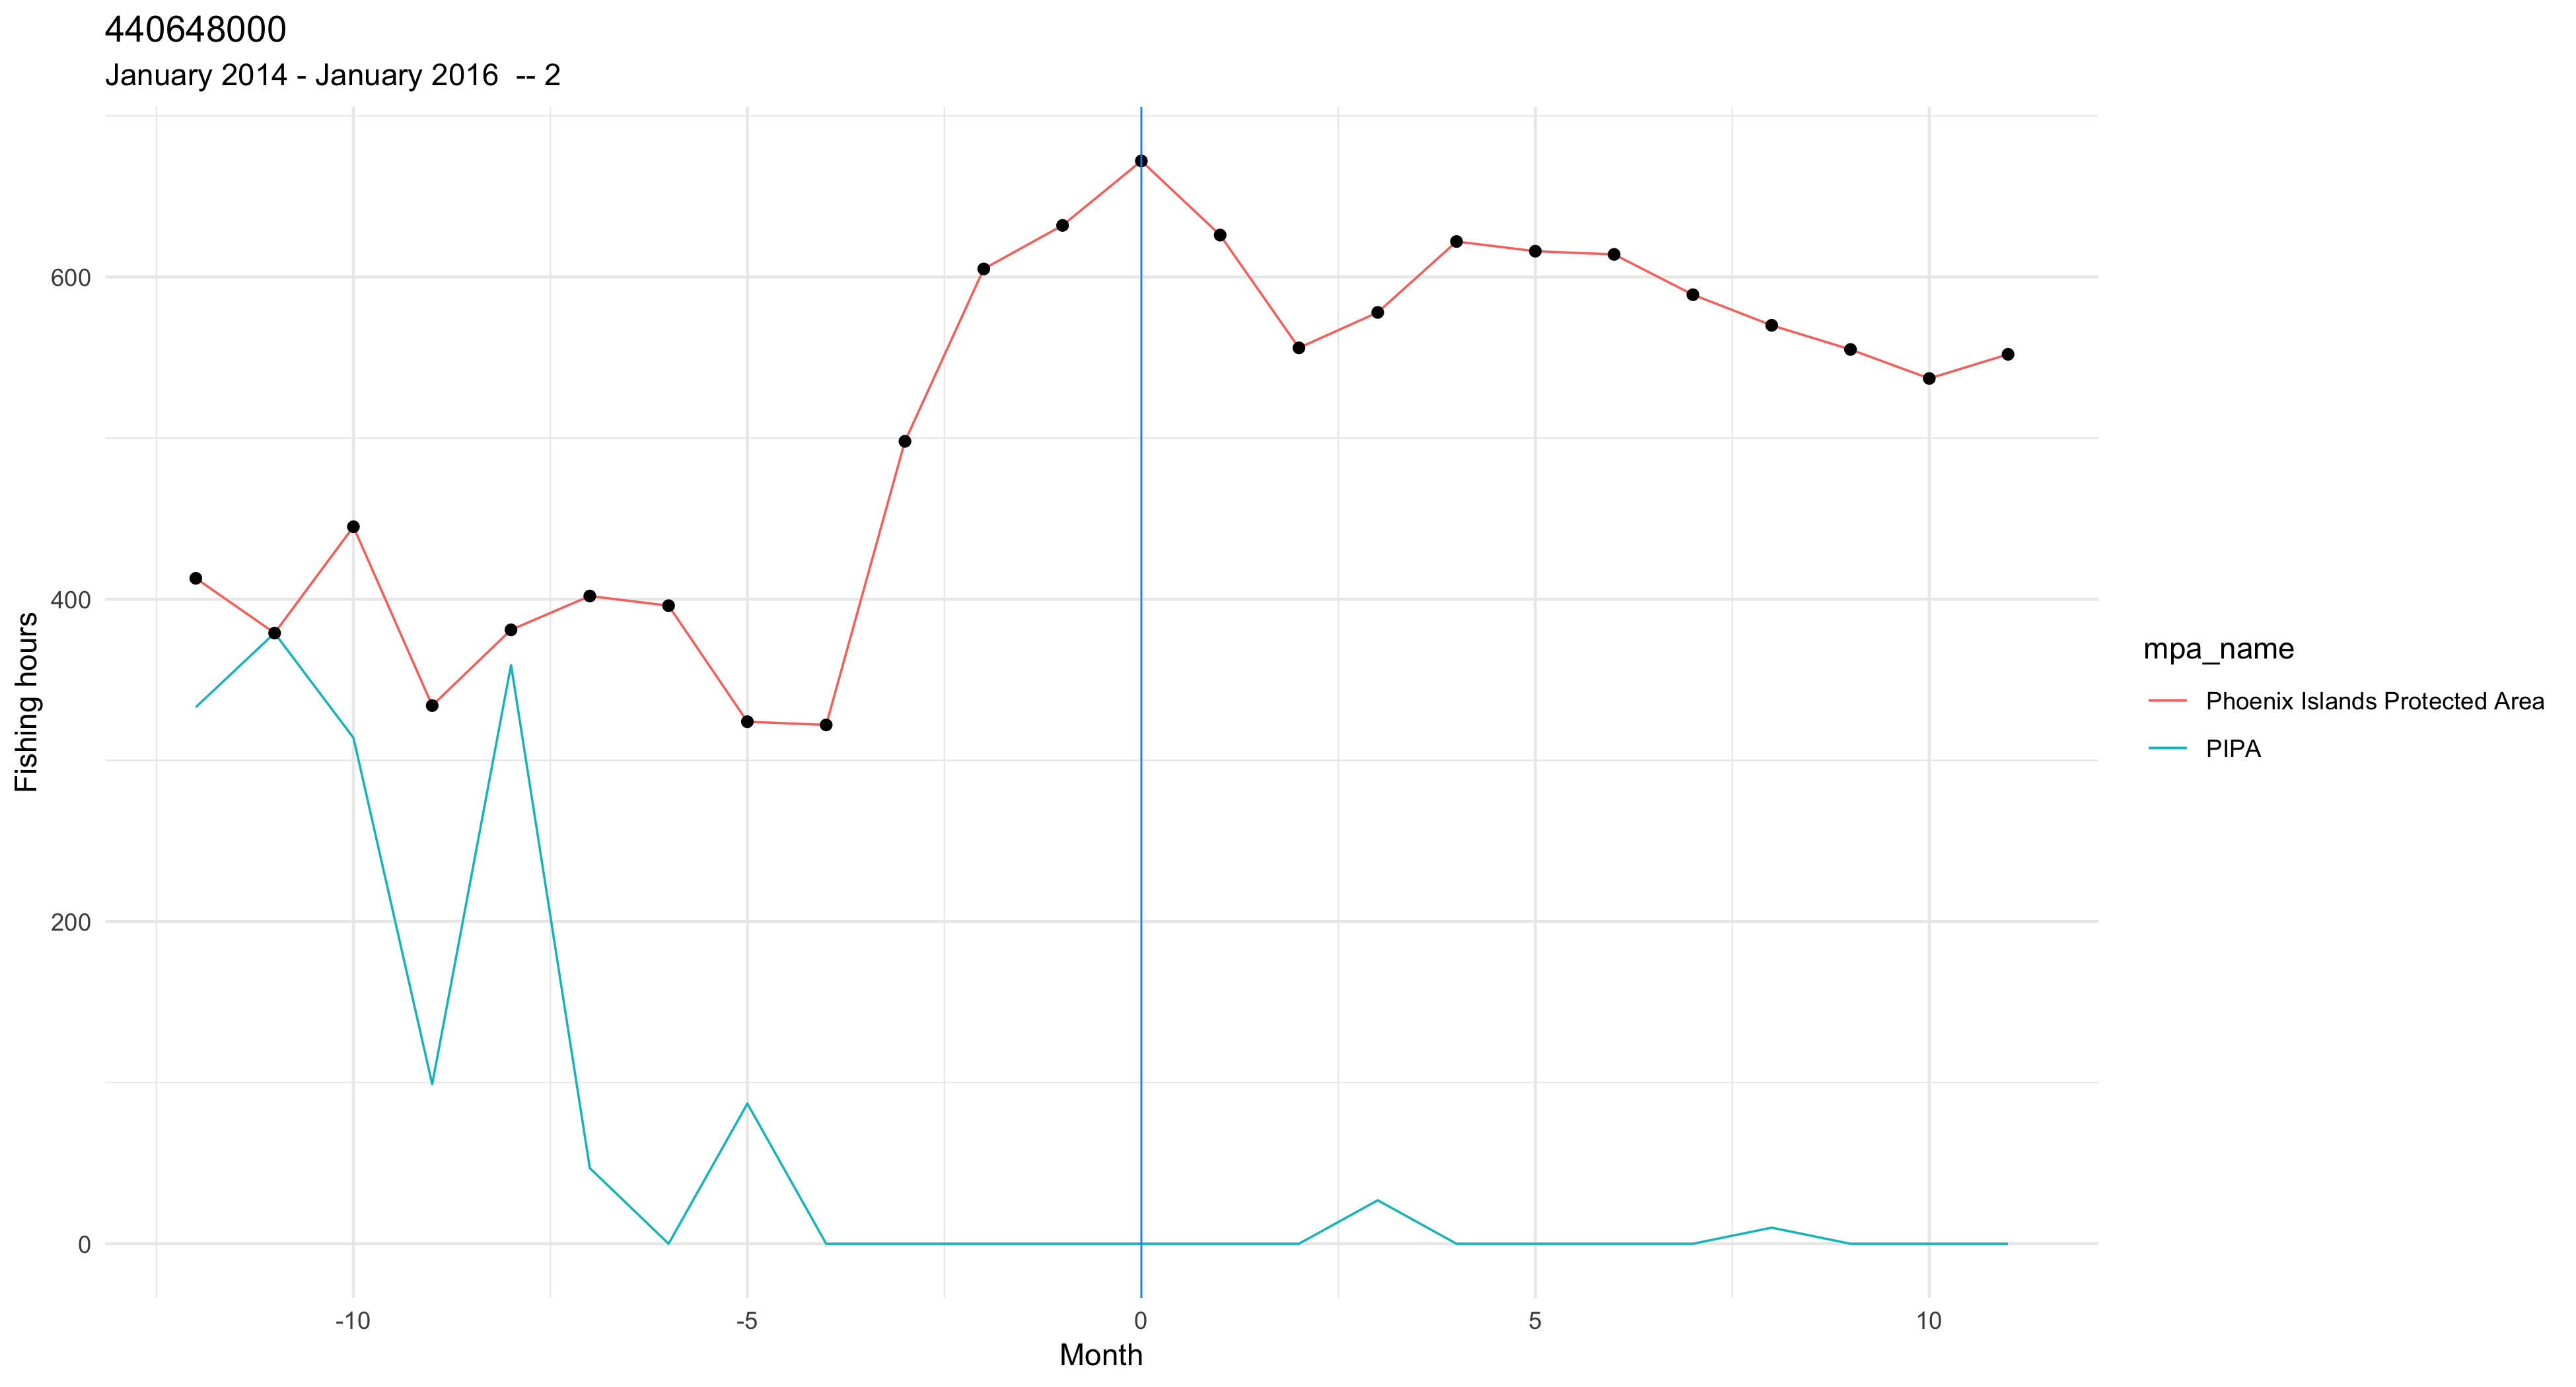 440648000
January 2014 - January 2016  -- 2
Fishing hours
600
400
200
0
-10
-5
0
5
10
Month
mpa_name
Phoenix Islands Protected Area
PIPA